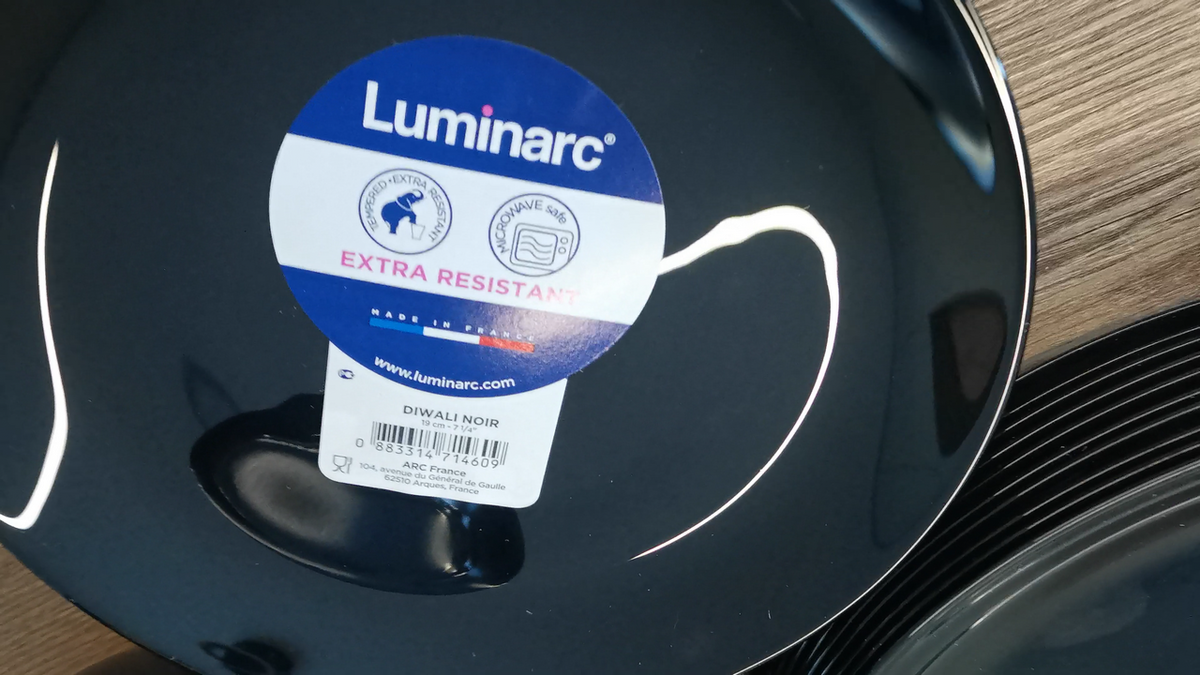 Luminarc®
TEMPERED • EXTRA RESISTANT
MICROWAVE safe
EXTRA RESISTANT
MADE IN FRANCE
www.luminarc.com
DIWALI NOIR
19 cm - 7 1/4"
0 883314 714609
ARC France
104, avenue du Général de Gaulle
62510 Arques, France